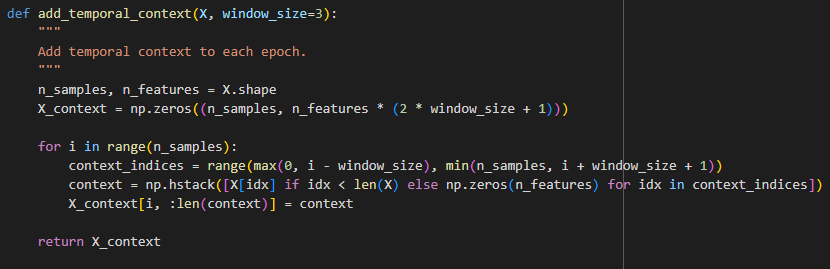 def add_temporal_context(X, window_size=3):
    """
    Add temporal context to each epoch.
    """
    n_samples, n_features = X.shape
    X_context = np.zeros((n_samples, n_features * (2 * window_size + 1)))

    for i in range(n_samples):
        context_indices = range(max(0, i - window_size), min(n_samples, i + window_size + 1))
        context = np.hstack([X[idx] if idx < len(X) else np.zeros(n_features) for idx in context_indices])
        X_context[i, :len(context)] = context

    return X_context